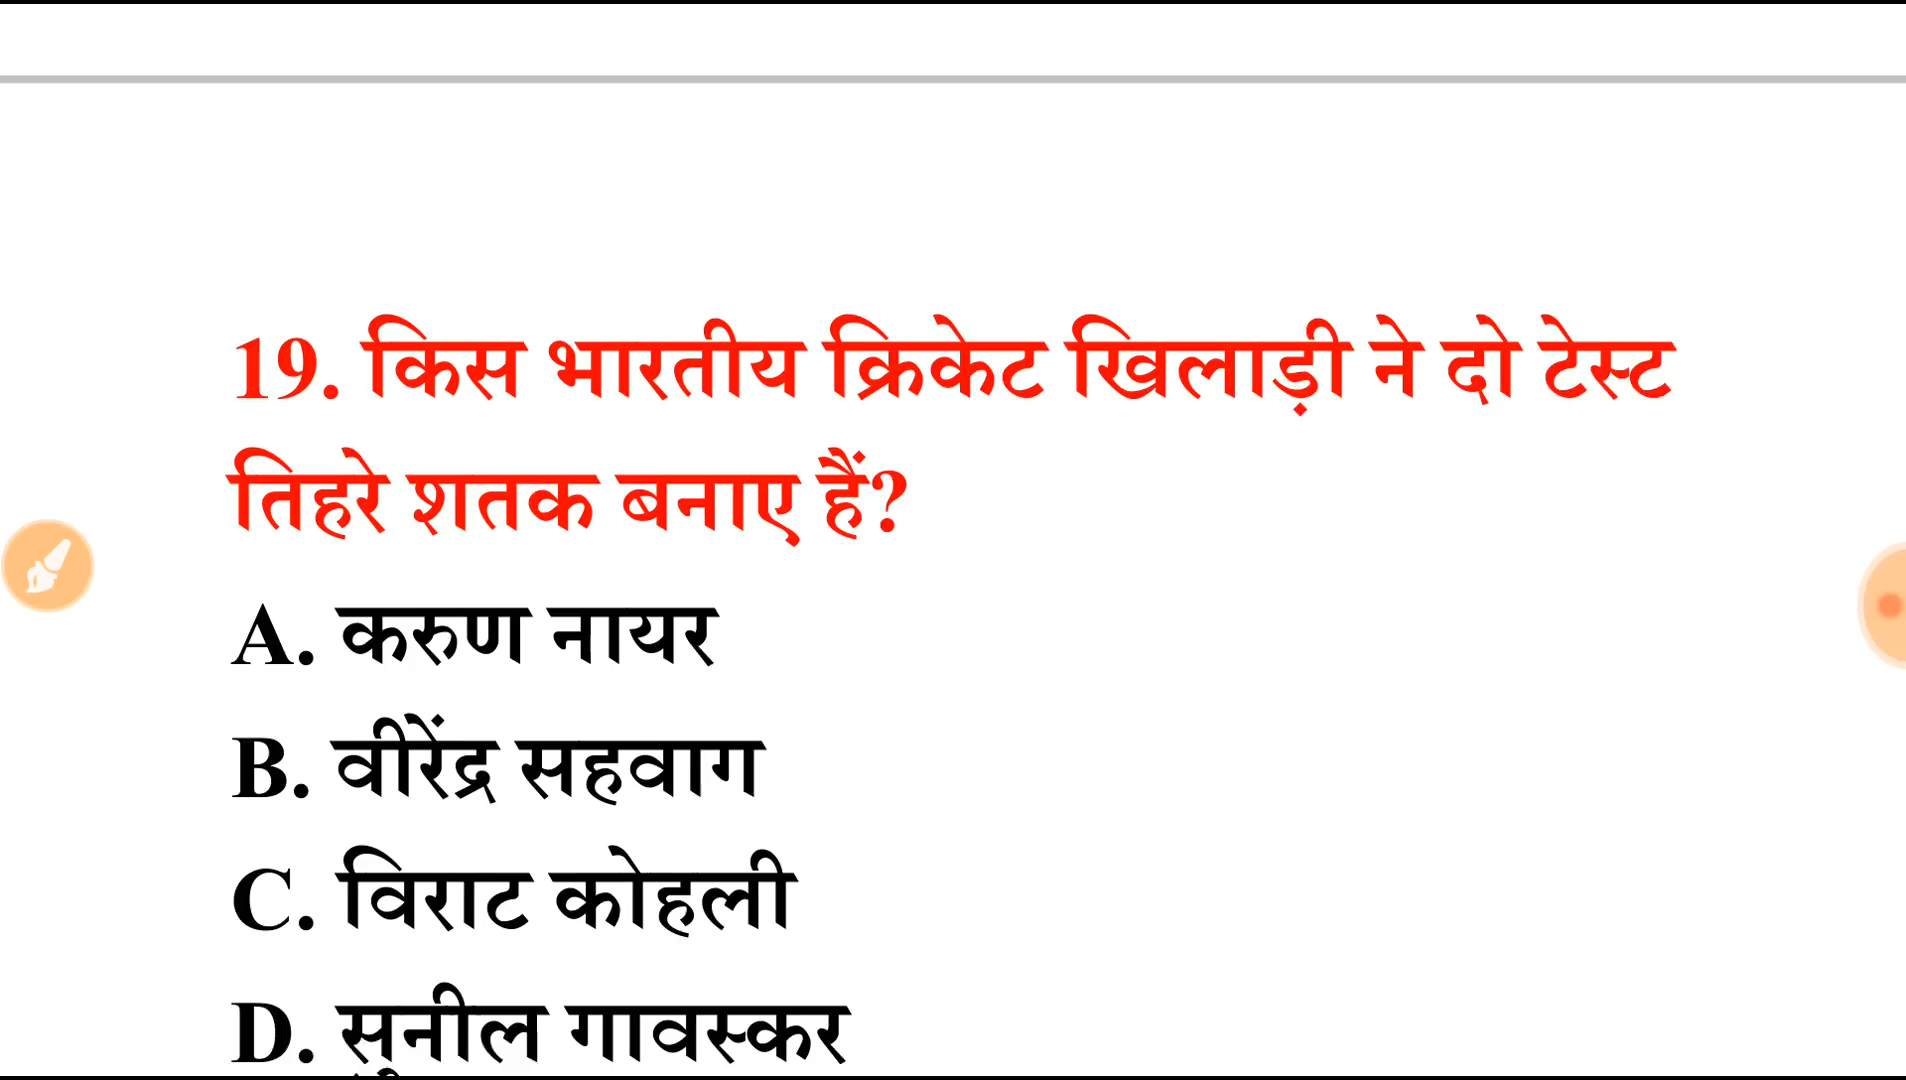 19. किस भारतीय क्रिकेट खिलाड़ी ने दो टेस्ट
तिहरे शतक बनाए हैं?
A. करुण नायर
B. वीरेंद्र सहवाग
C. विराट कोहली
D. सुनील गावस्कर